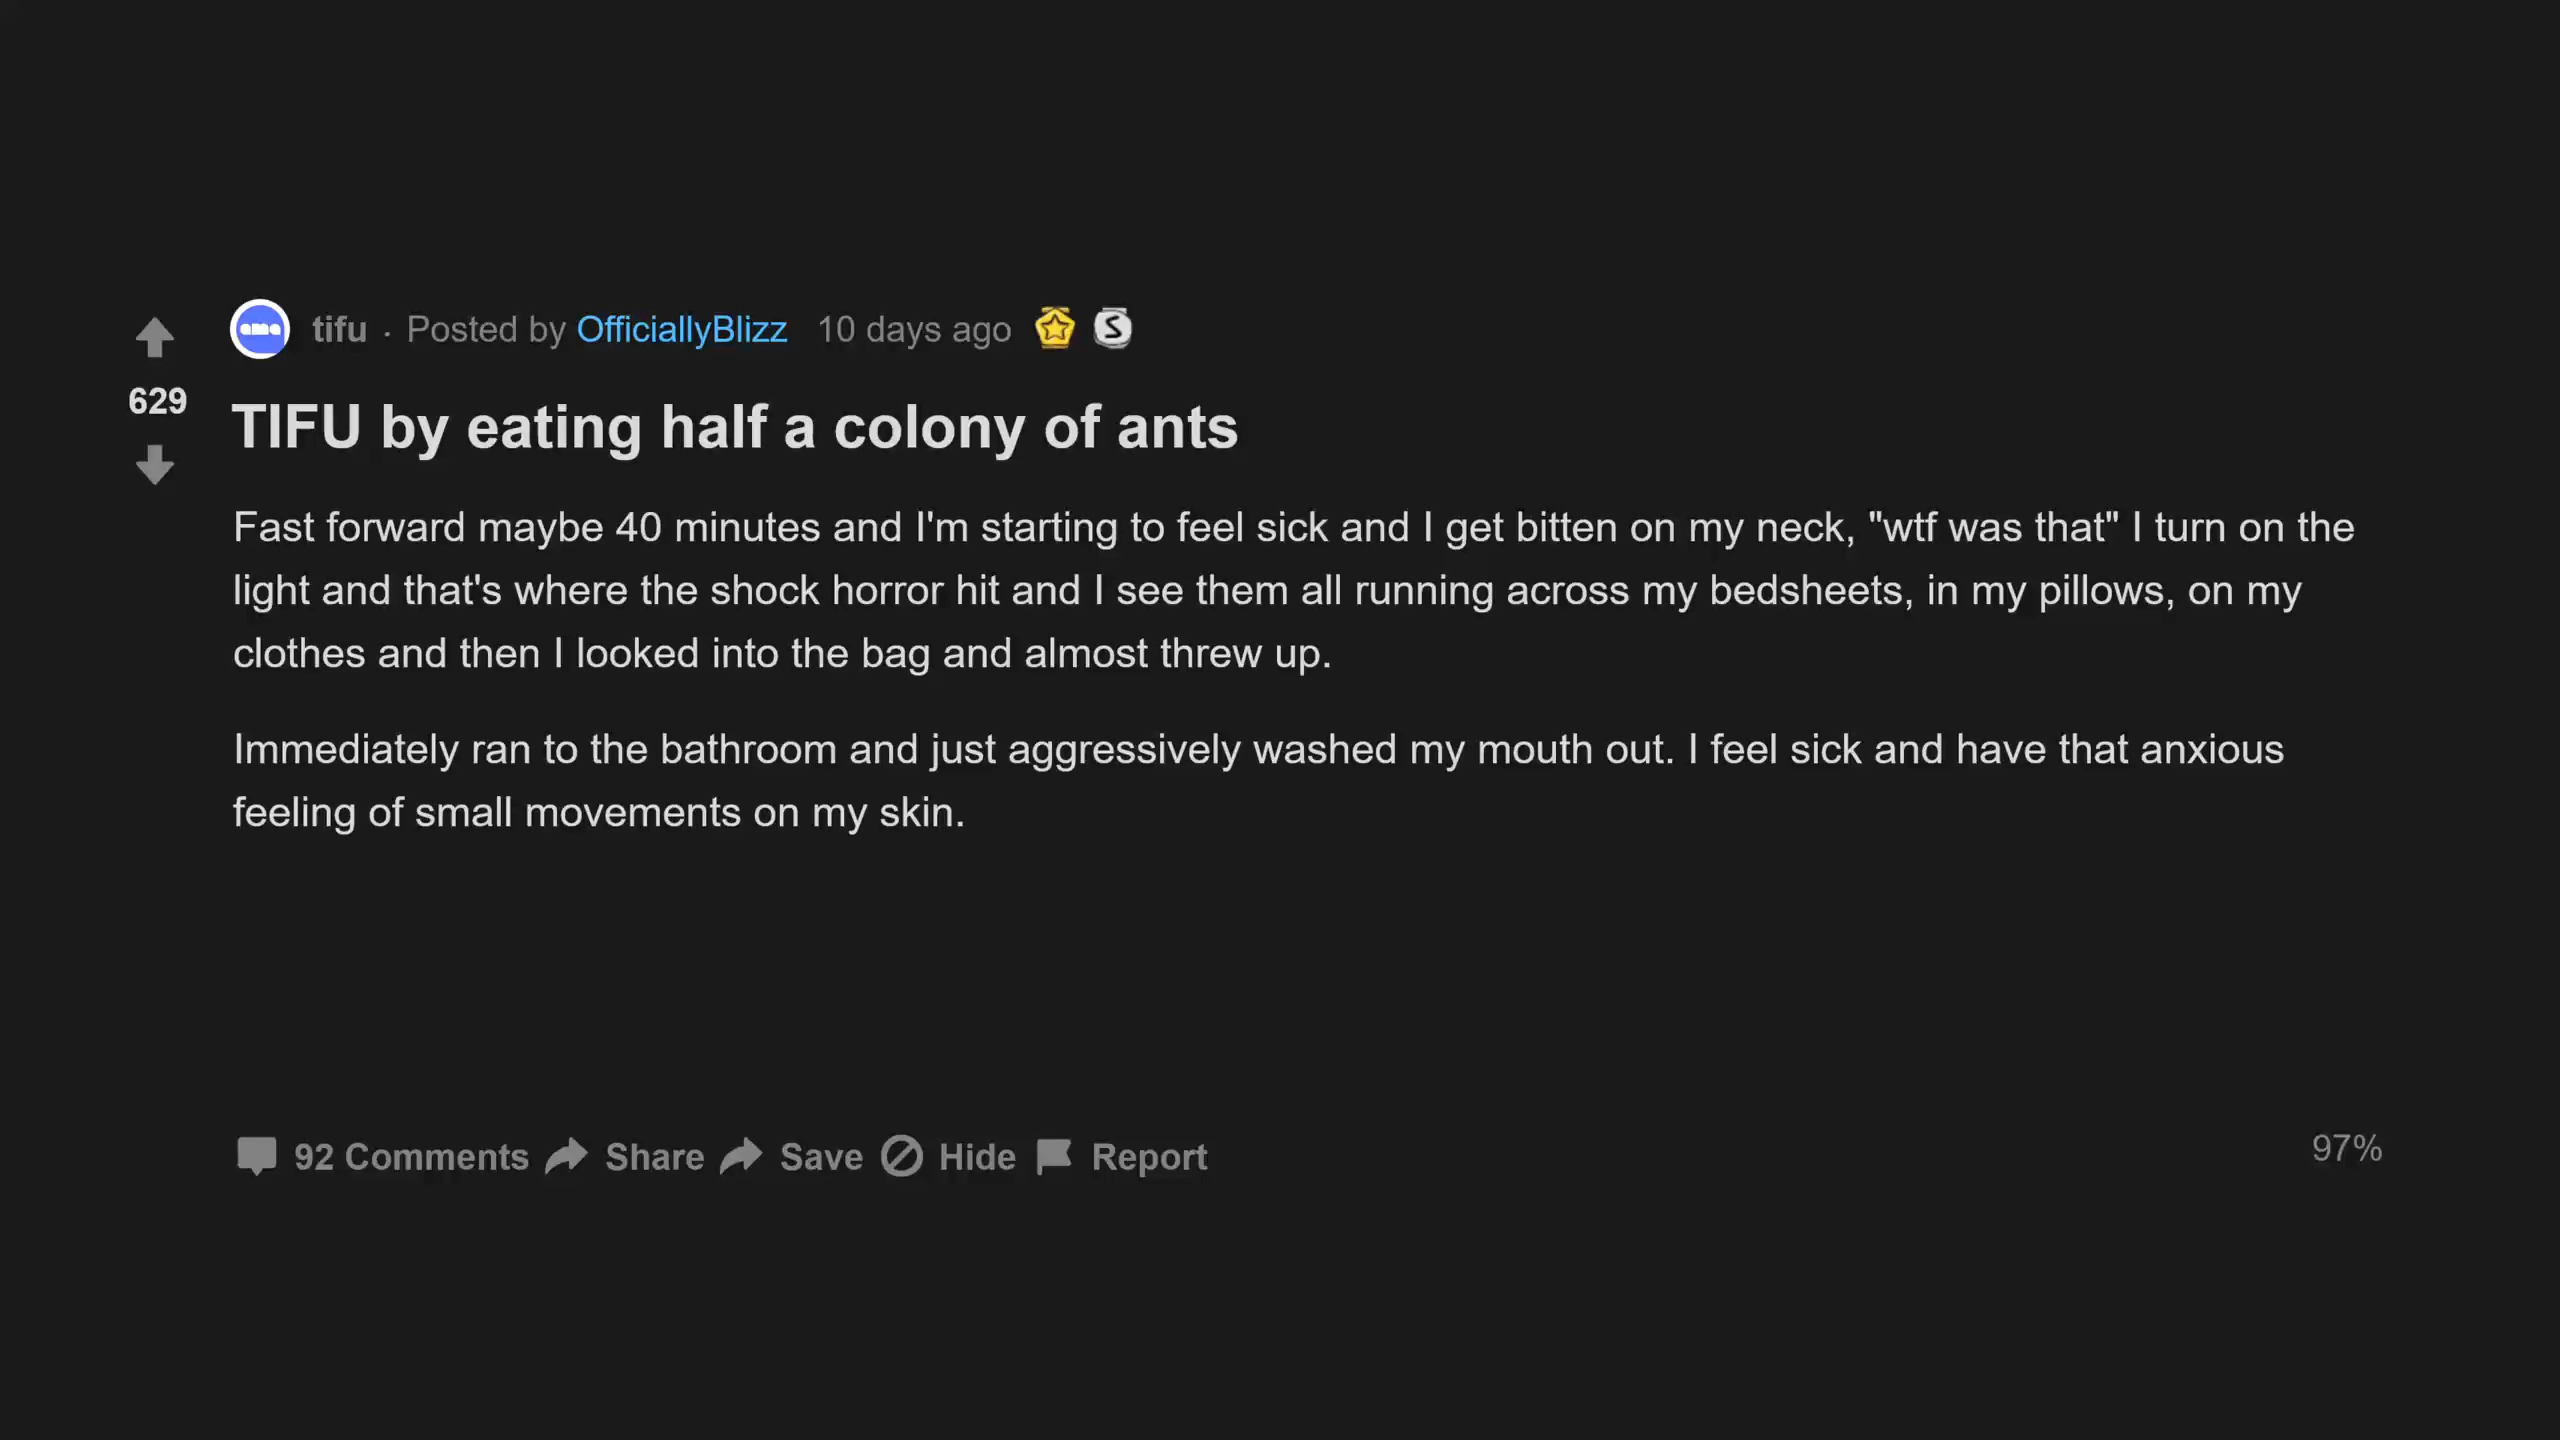 tifu · Posted by OfficiallyBlizz 10 days ago
629
TIFU by eating half a colony of ants
Fast forward maybe 40 minutes and I'm starting to feel sick and I get bitten on my neck, "wtf was that" I turn on the
light and that's where the shock horror hit and I see them all running across my bedsheets, in my pillows, on my
clothes and then I looked into the bag and almost threw up.
Immediately ran to the bathroom and just aggressively washed my mouth out. I feel sick and have that anxious
feeling of small movements on my skin.
92 Comments Share Save Hide Report 97%